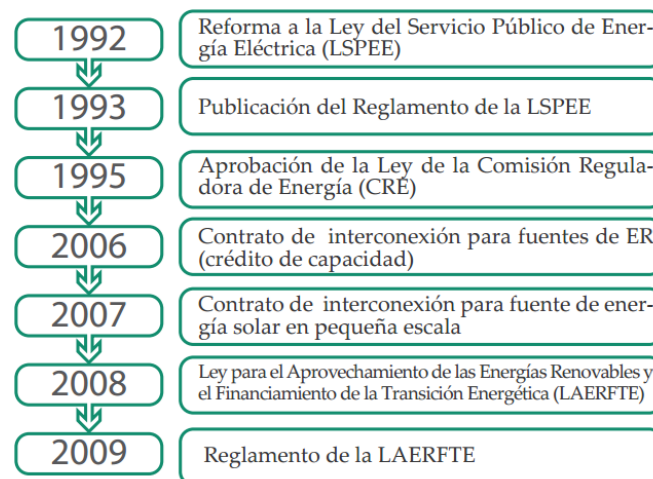 1992
Reforma a la Ley del Servicio Público de Ener-
gía Eléctrica (LSPEE)
1993
Publicación del Reglamento de la LSPEE
1995
Aprobación de la Ley de la Comisión Regula-
dora de Energía (CRE)
2006
Contrato de interconexión para fuentes de ER
(crédito de capacidad)
2007
Contrato de interconexión para fuente de ener-
gía solar en pequeña escala
2008
Ley para el Aprovechamiento de las Energías Renovables y
el Financiamiento de la Transición Energética (LAERFTE)
2009
Reglamento de la LAERFTE